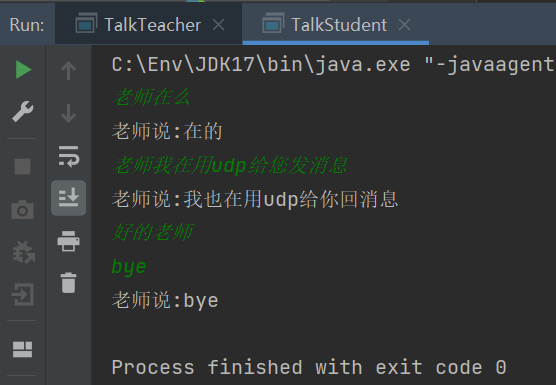 Run: TalkTeacher TalkStudent
C:\Env\JDK17\bin\java.exe "-javaagent
老师在么
老师说:在的
老师我在用udp给您发消息
老师说:我也在用udp给你回消息
好的老师
bye
老师说:bye
Process finished with exit code 0